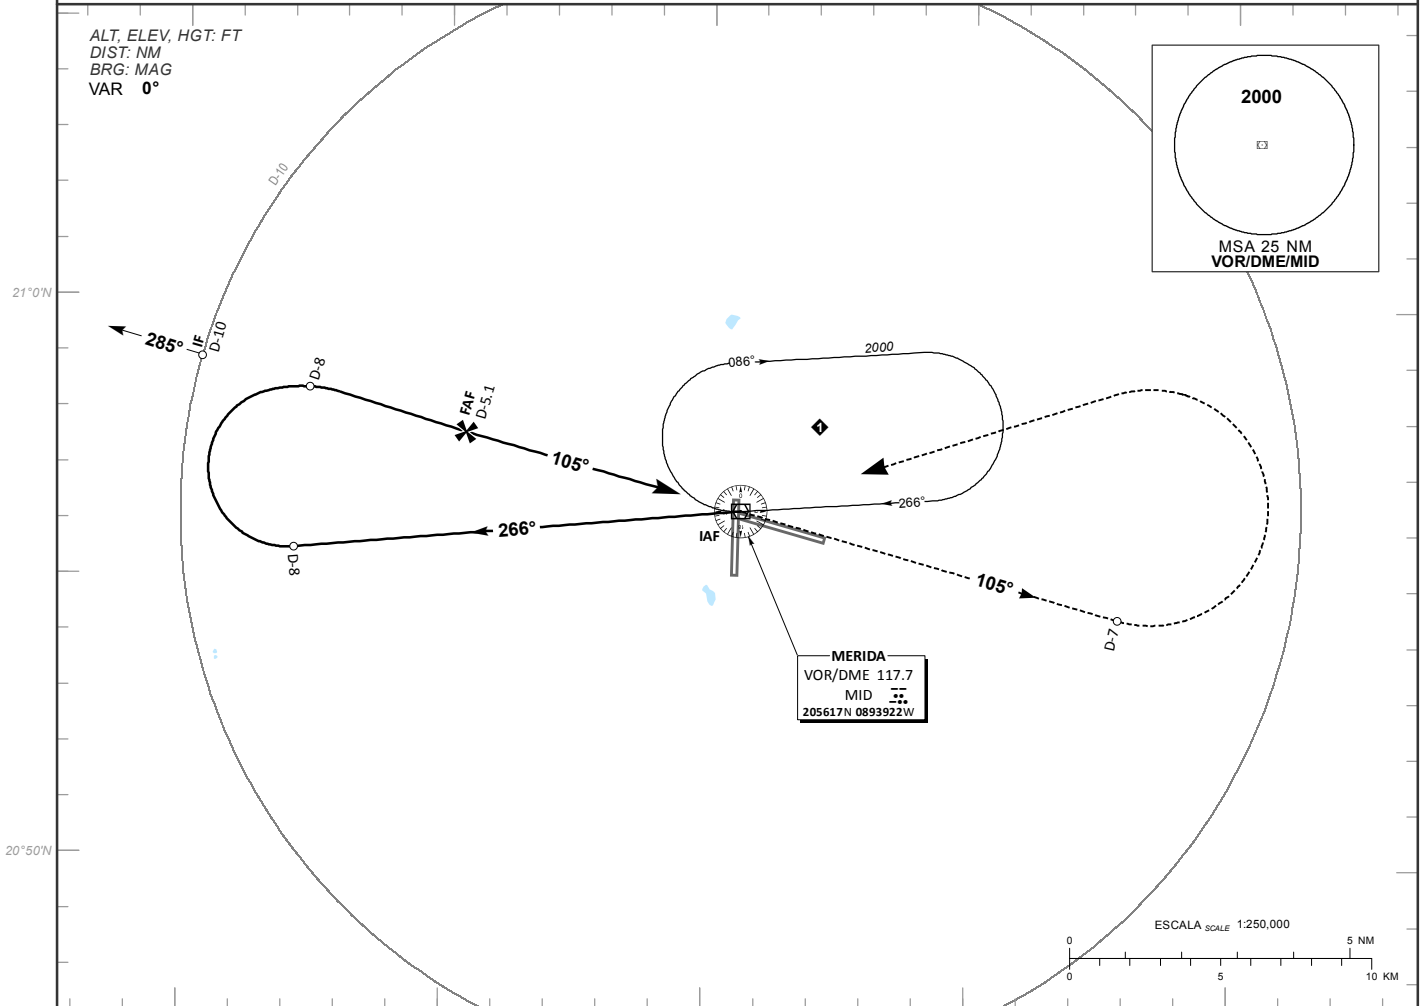 ALT, ELEV, HGT: FT
DIST: NM
BRG: MAG
VAR 0°
2000
MSA 25 NM
VOR/DME/MID
D-10
21°0'N
285°
IF
D-10
D-8
FAF
D-5.1
105°
086°
2000
1
266°
266°
IAF
D-8
105°
D-7
MERIDA
VOR/DME 117.7
MID
205617N 0893922W
20°50'N
ESCALA SCALE 1:250,000
0 5 NM
0 5 10 KM